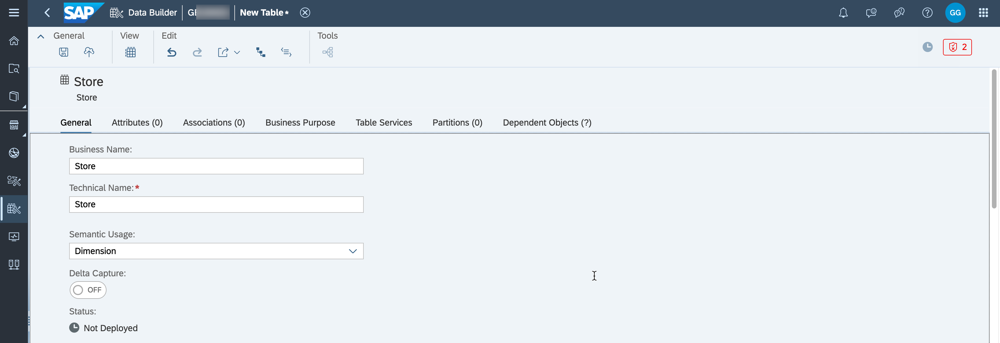 SAP Data Builder New Table *
GG
General View Edit Tools
2
Store
Store
General Attributes (0) Associations (0) Business Purpose Table Services Partitions (0) Dependent Objects (?)
Business Name:
Store
Technical Name:*
Store
Semantic Usage:
Dimension
Delta Capture:
OFF
Status:
Not Deployed